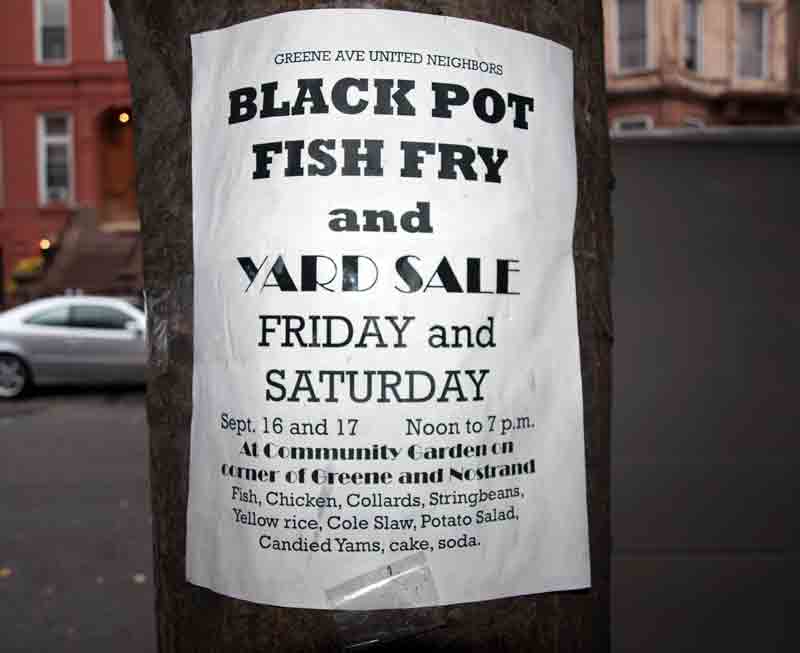 GREENE AVE UNITED NEIGHBORS
BLACK POT
FISH FRY
and
YARD SALE
FRIDAY and
SATURDAY
Sept. 16 and 17 Noon to 7 p.m.
At Community Garden on
corner of Greene and Nostrand
Fish, Chicken, Collards, Stringbeans,
Yellow rice, Cole Slaw, Potato Salad,
Candied Yams, cake, soda.